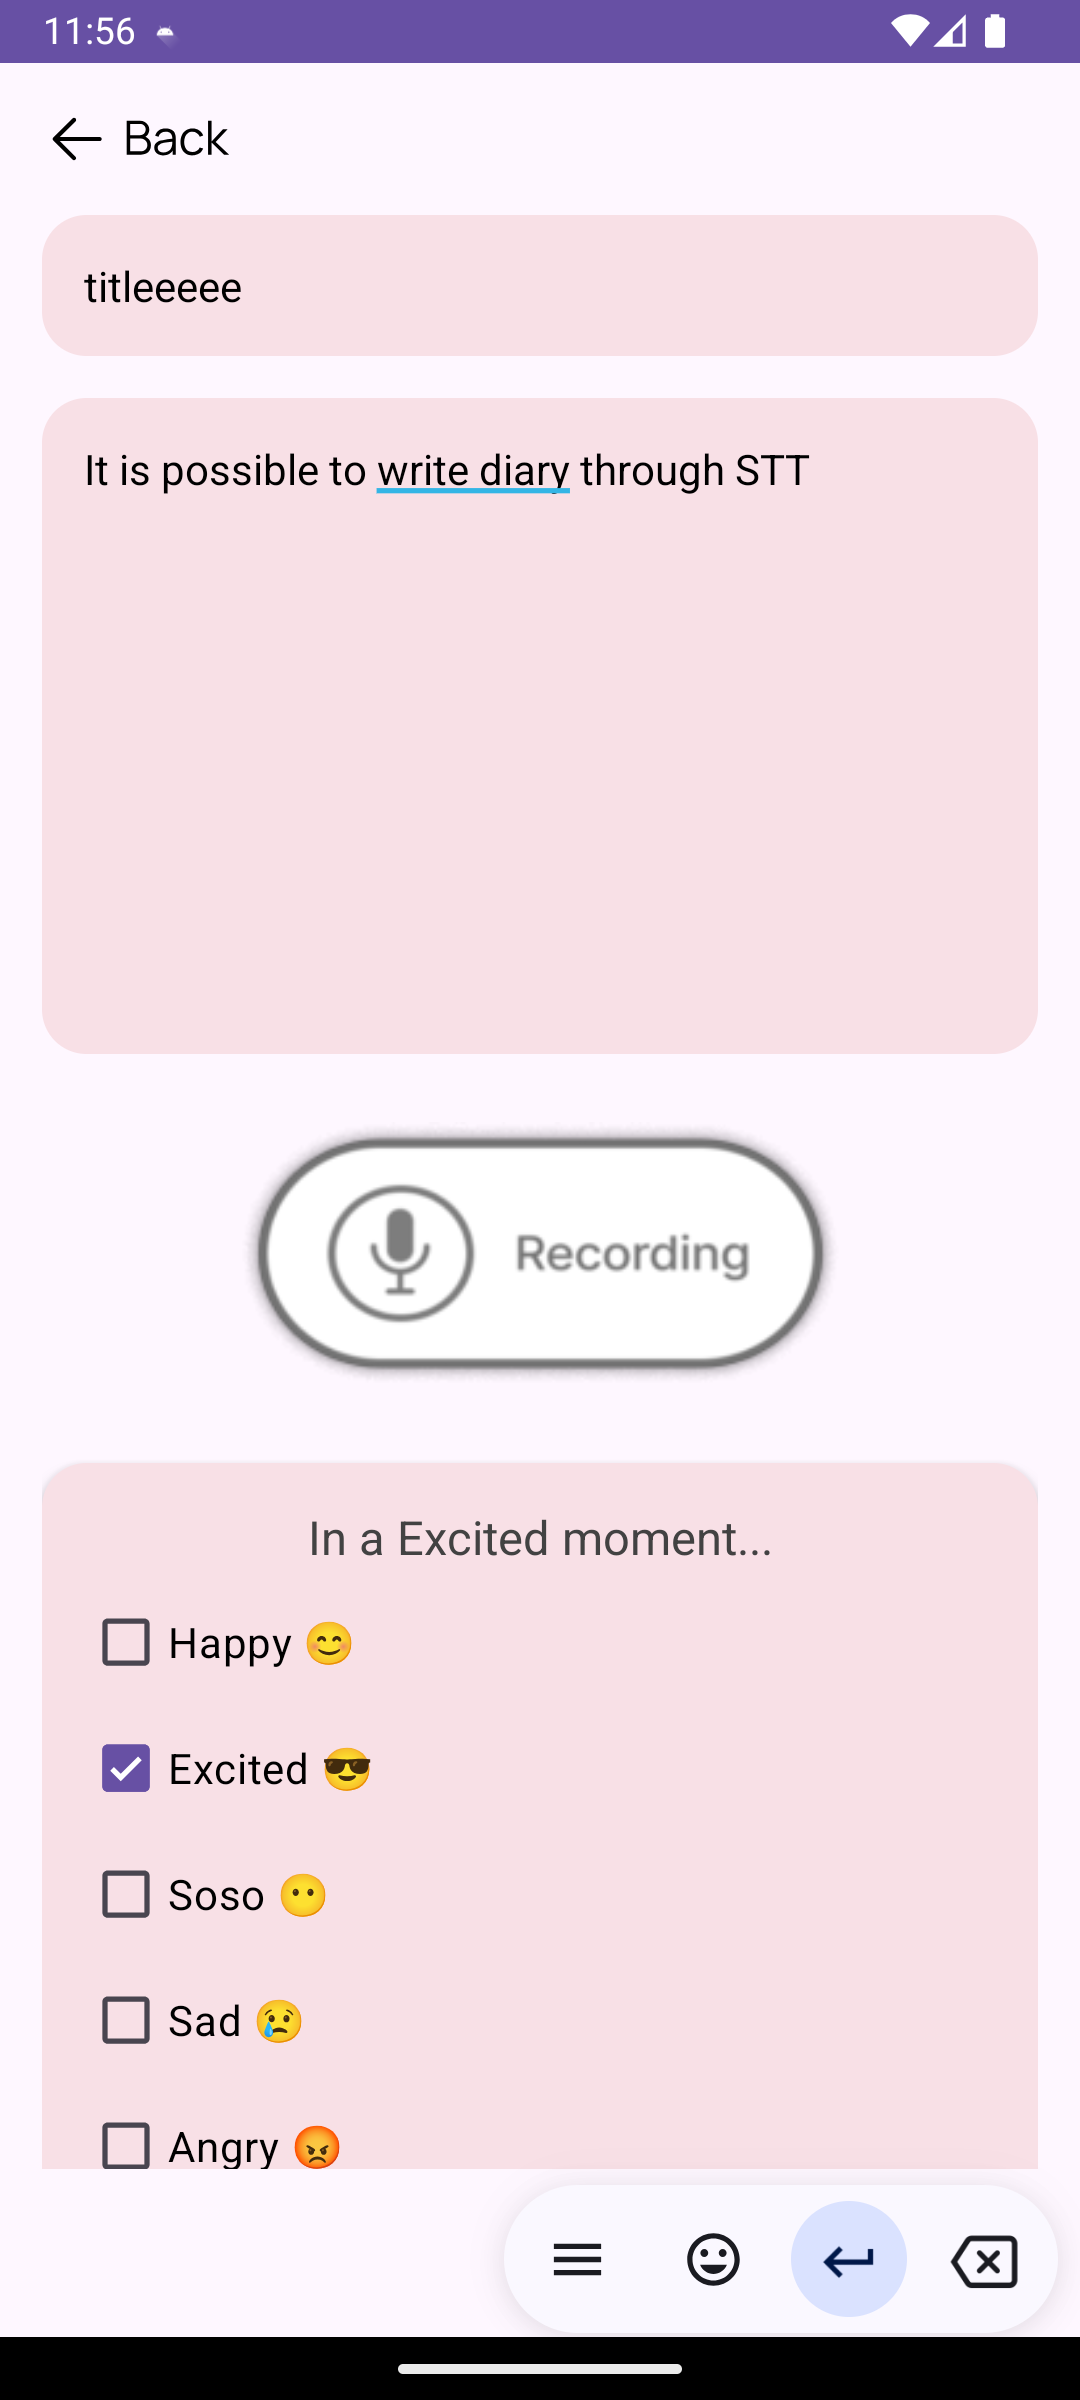 11:56
Back
titleeeee
It is possible to write diary through STT
Recording
In a Excited moment...
Happy 😊
Excited 😎
Soso 😶
Sad 😢
Angry 😡